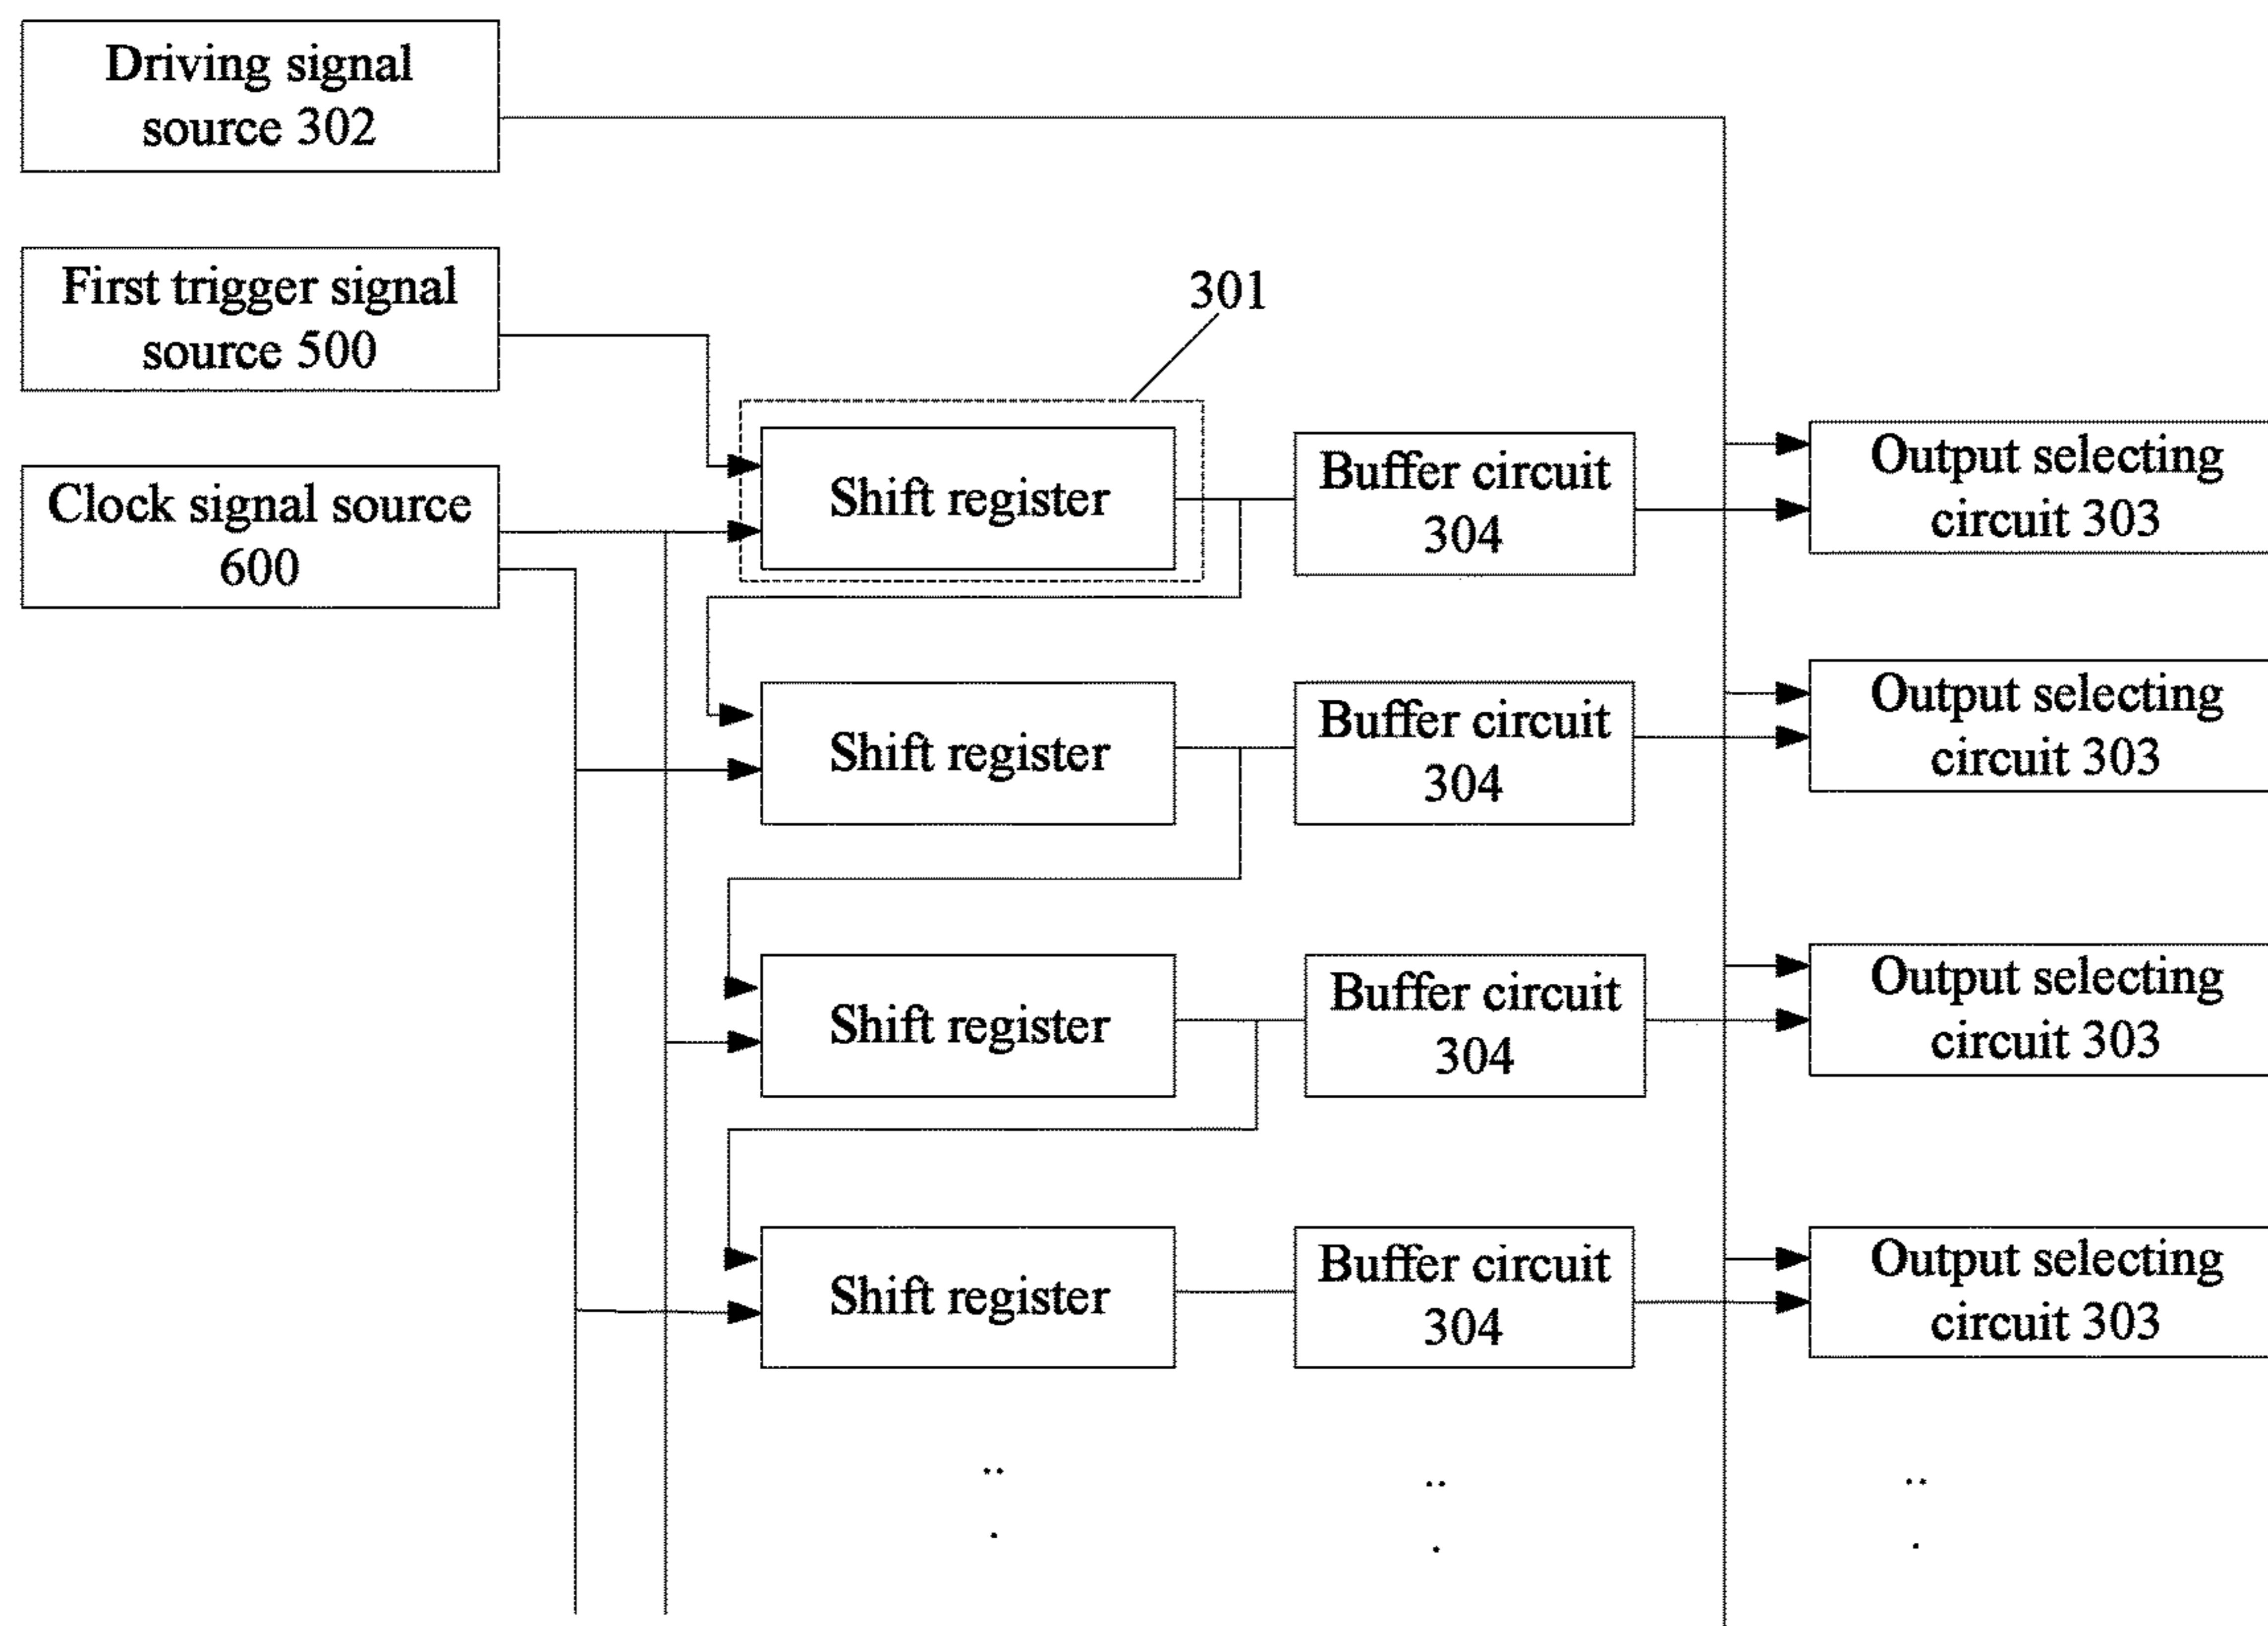 Driving signal
source 302
First trigger signal
source 500
301
Clock signal source
600
Shift register
Buffer circuit
304
Output selecting
circuit 303
Shift register
Buffer circuit
304
Output selecting
circuit 303
Shift register
Buffer circuit
304
Output selecting
circuit 303
Shift register
Buffer circuit
304
Output selecting
circuit 303